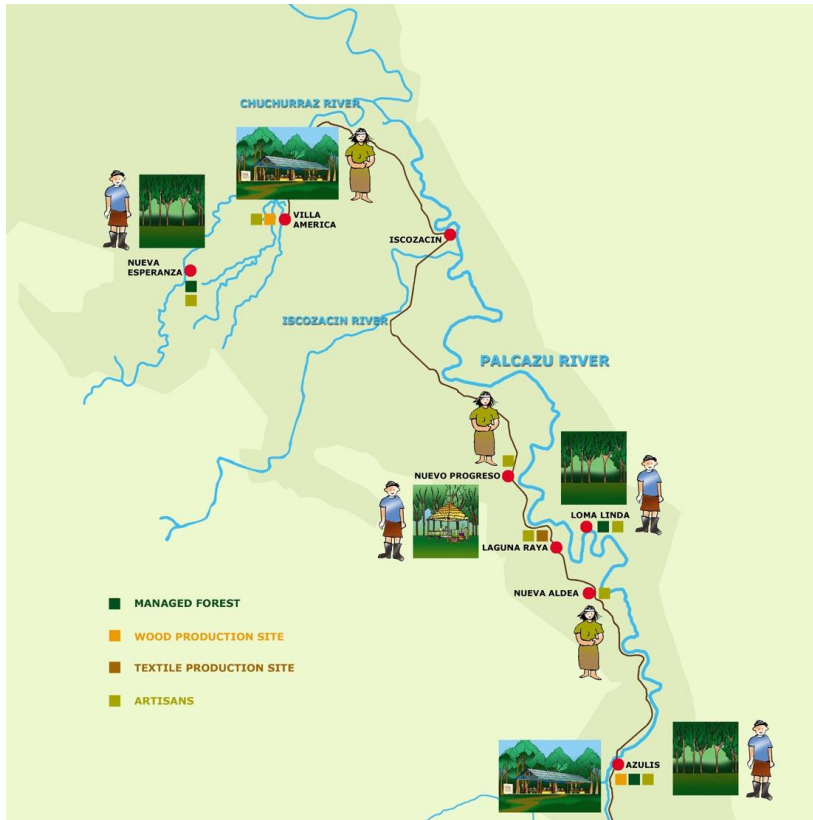 CHUCHURRAZ RIVER
VILLA
AMERICA
ISCOZACIN
NUEVA
ESPERANZA
ISCOZACIN RIVER
PALCAZU RIVER
NUEVO PROGRESO
LOMA LINDA
LAGUNA RAYA
NUEVA ALDEA
MANAGED FOREST
WOOD PRODUCTION SITE
TEXTILE PRODUCTION SITE
ARTISANS
AZULIS